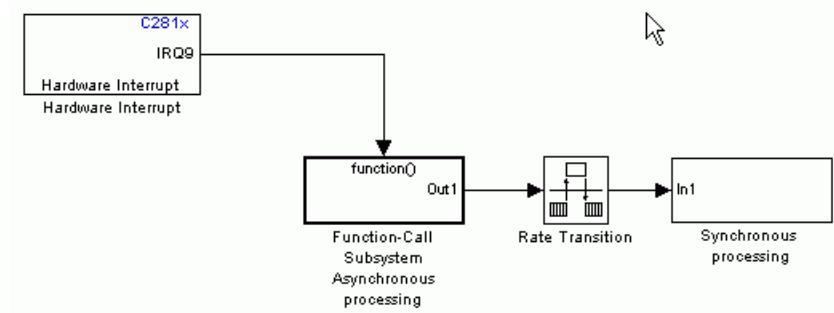 C281x
IRQ9
Hardware Interrupt
Hardware Interrupt
function()
Out1
In1
Function-Call
Subsystem
Asynchronous
processing
Rate Transition
Synchronous
processing